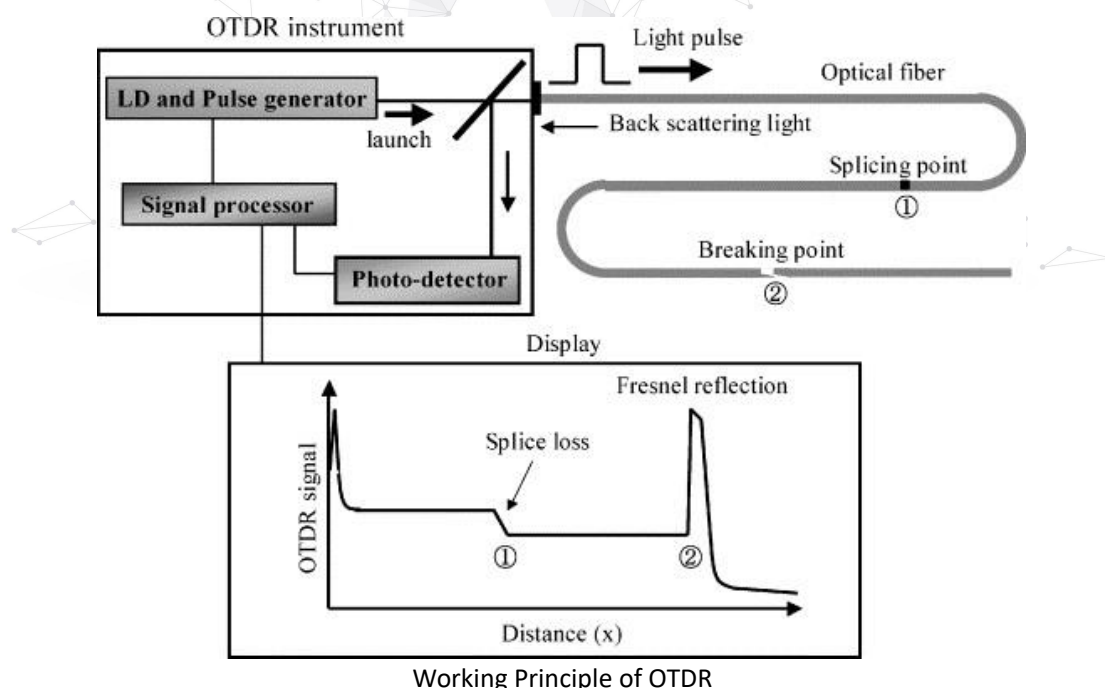 OTDR instrument
Light pulse
Optical fiber
LD and Pulse generator
launch
Back scattering light
Splicing point
①
Signal processor
Breaking point
②
Photo-detector
Display
Fresnel reflection
Splice loss
OTDR signal
①
②
Distance (x)
Working Principle of OTDR